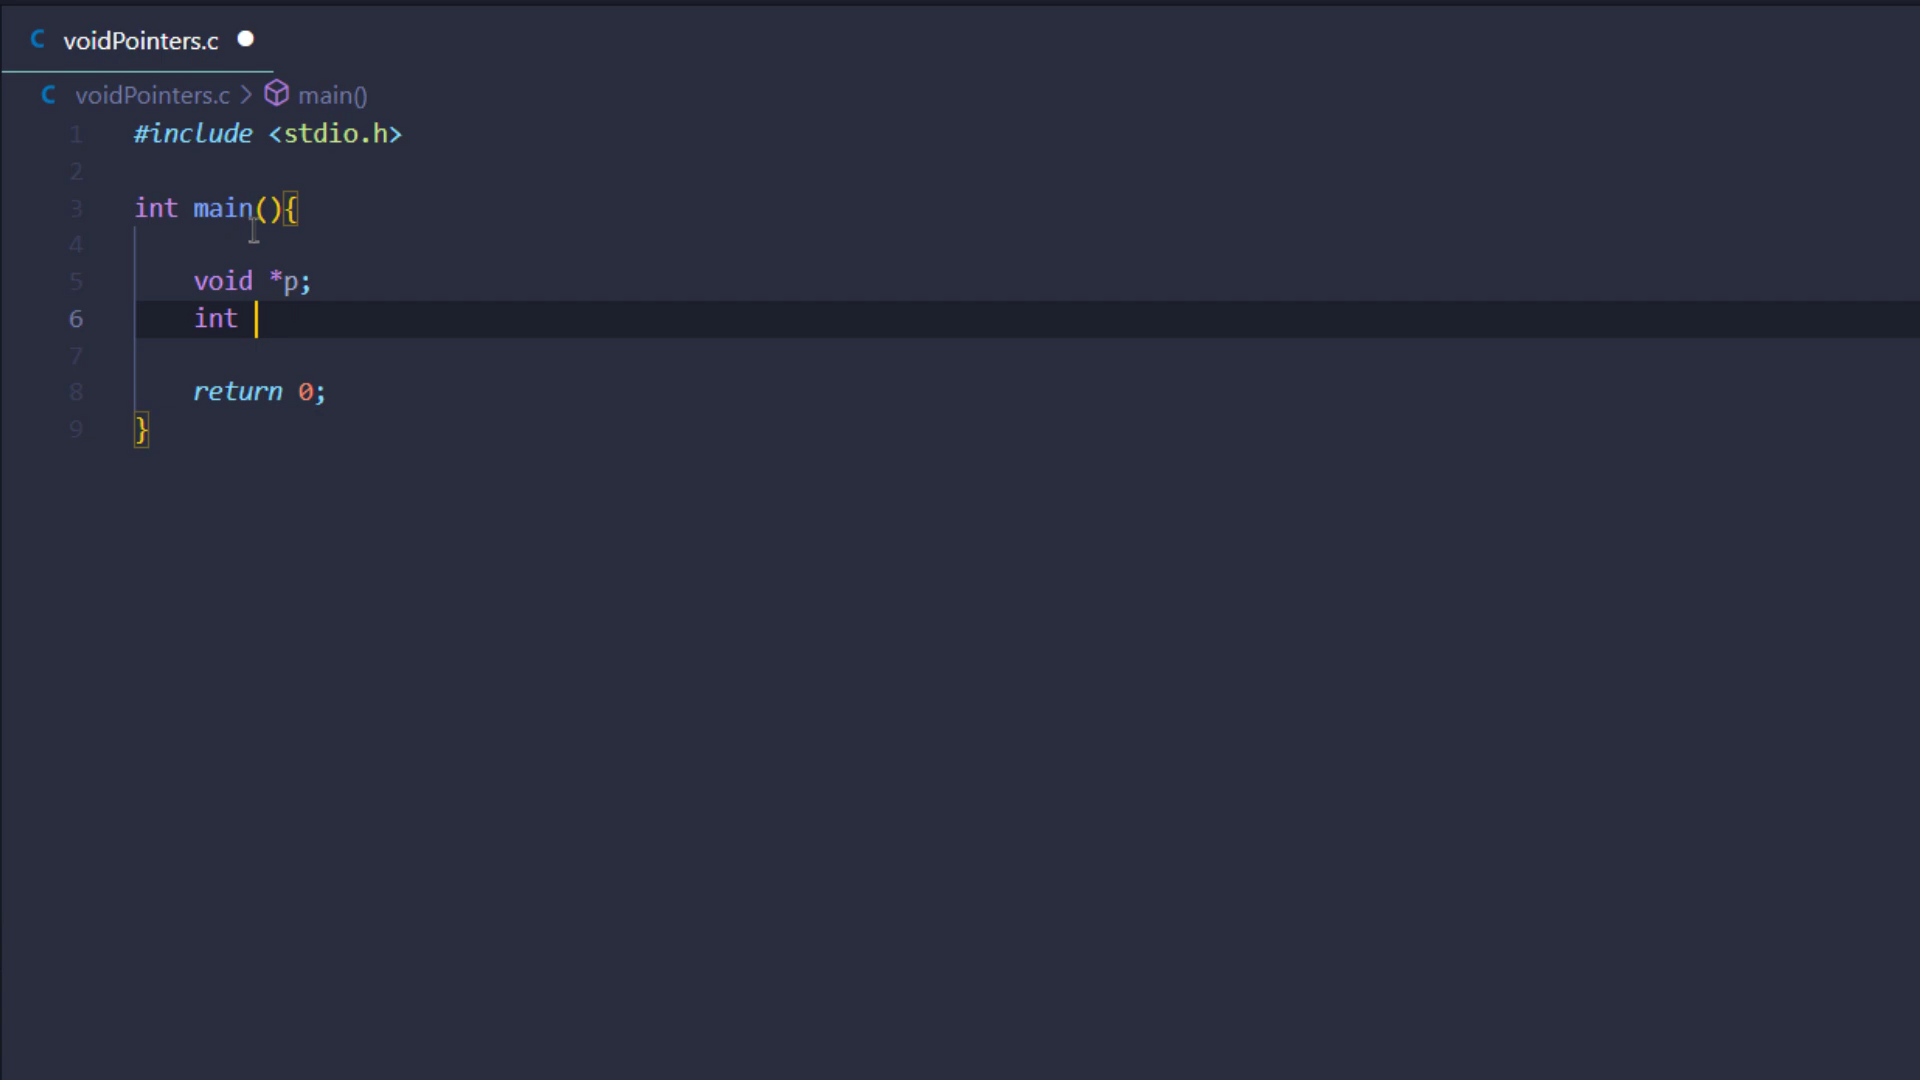 C voidPointers.c
C voidPointers.c > main()
1 #include <stdio.h>
2
3 int main(){
4
5 void *p;
6 int
7
8 return 0;
9 }